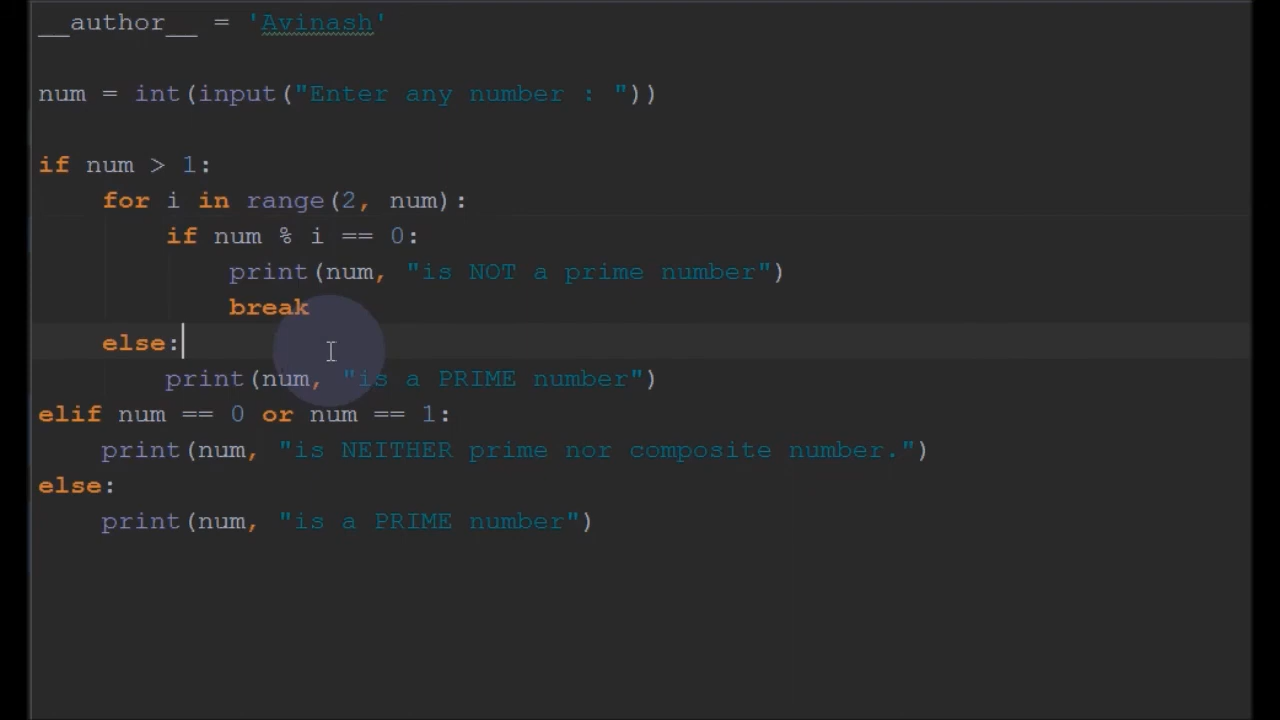 __author__ = 'Avinash'
num = int(input("Enter any number : "))
if num > 1:
    for i in range(2, num):
        if num % i == 0:
            print(num, "is NOT a prime number")
            break
    else:
        print(num, "is a PRIME number")
elif num == 0 or num == 1:
    print(num, "is NEITHER prime nor composite number.")
else:
    print(num, "is a PRIME number")